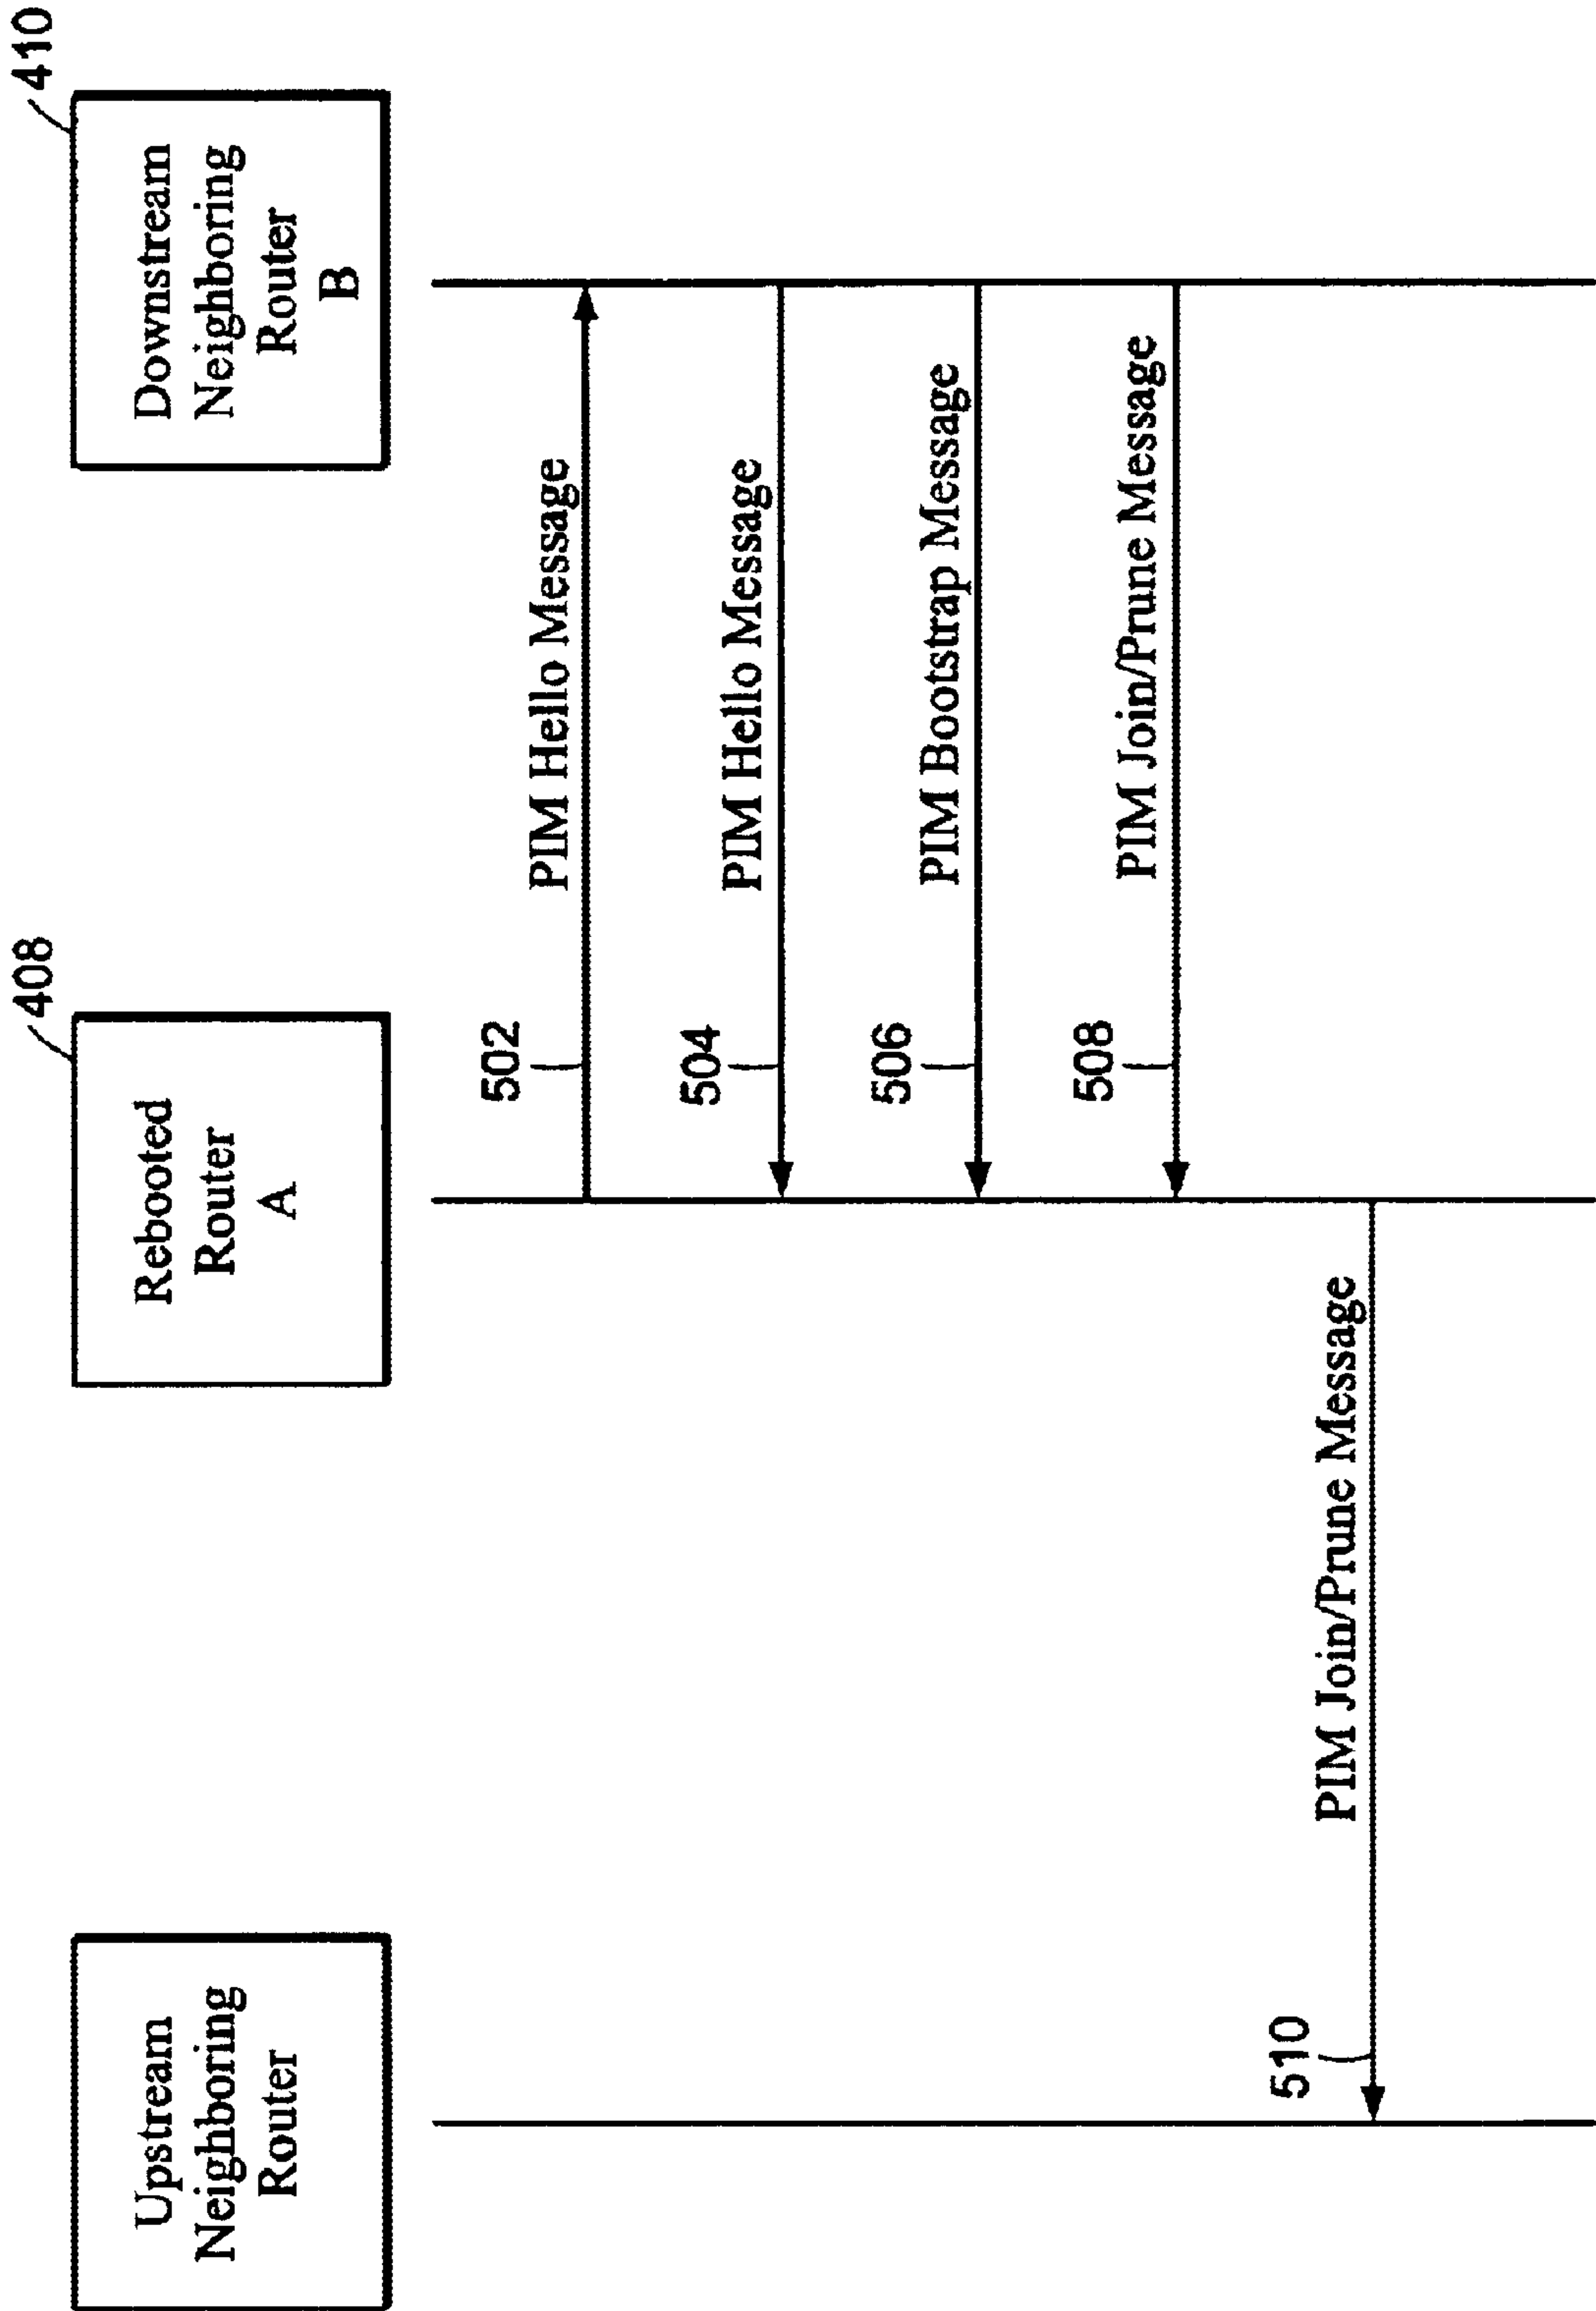 Upstream
Neighboring
Router
408
Rebooted
Router
A
410
Downstream
Neighboring
Router
B
502
PIM Hello Message
504
PIM Hello Message
506
PIM Bootstrap Message
508
PIM Join/Prune Message
510
PIM Join/Prune Message